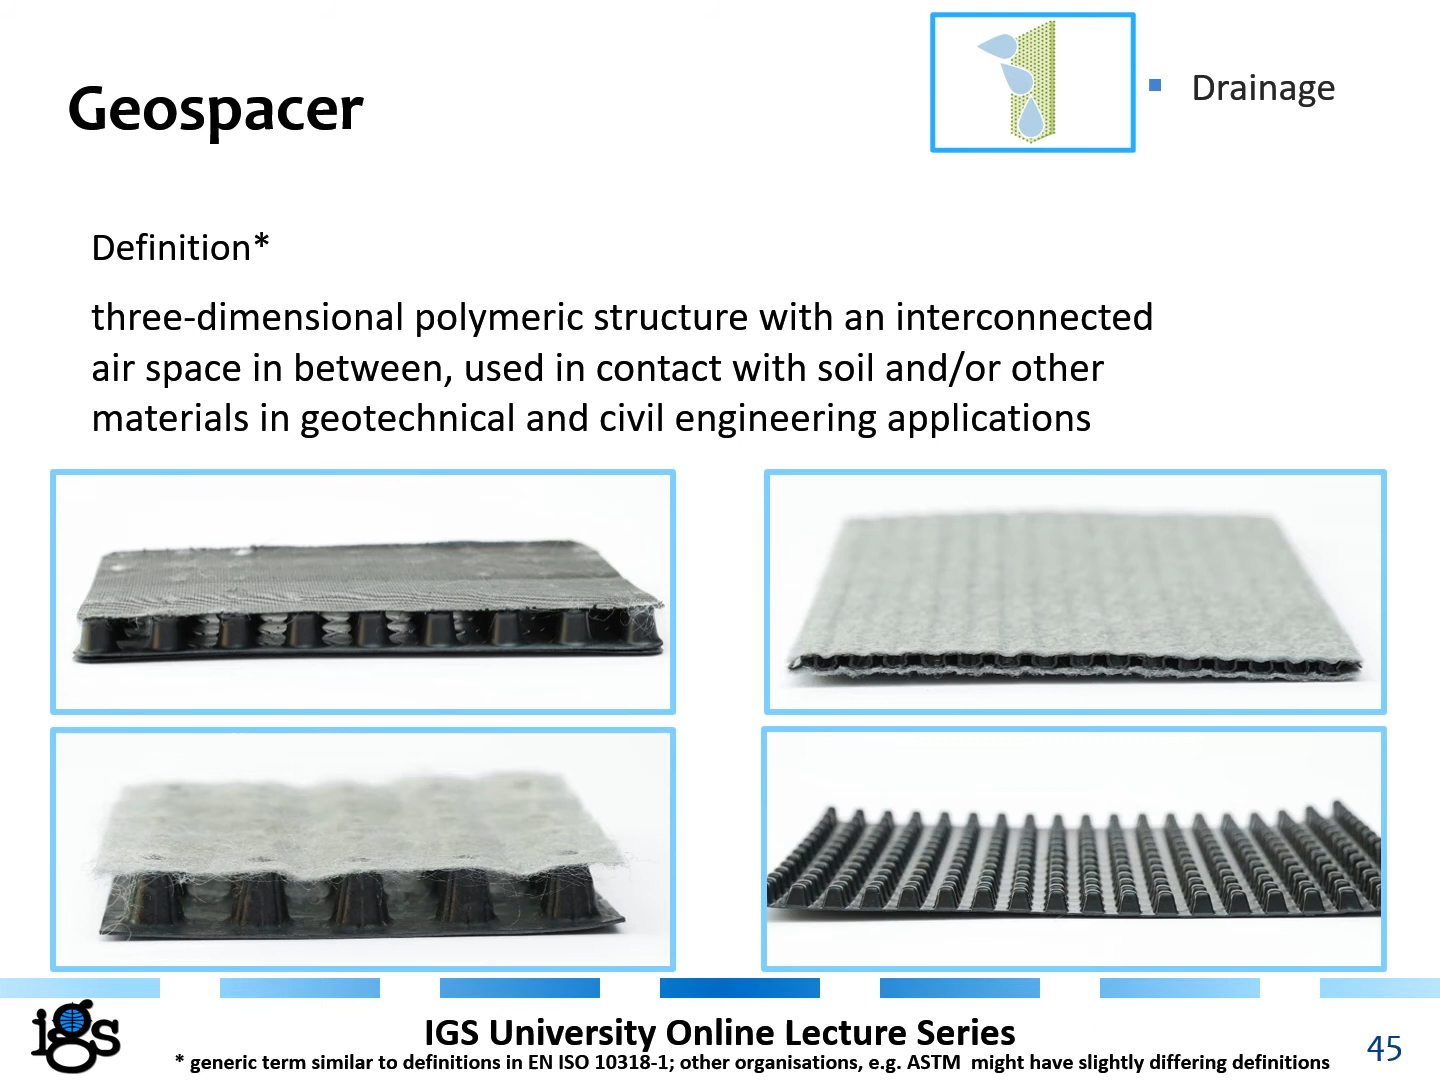 Geospacer
▪ Drainage
Definition*
three-dimensional polymeric structure with an interconnected
air space in between, used in contact with soil and/or other
materials in geotechnical and civil engineering applications
igs
IGS University Online Lecture Series
* generic term similar to definitions in EN ISO 10318-1; other organisations, e.g. ASTM  might have slightly differing definitions
45